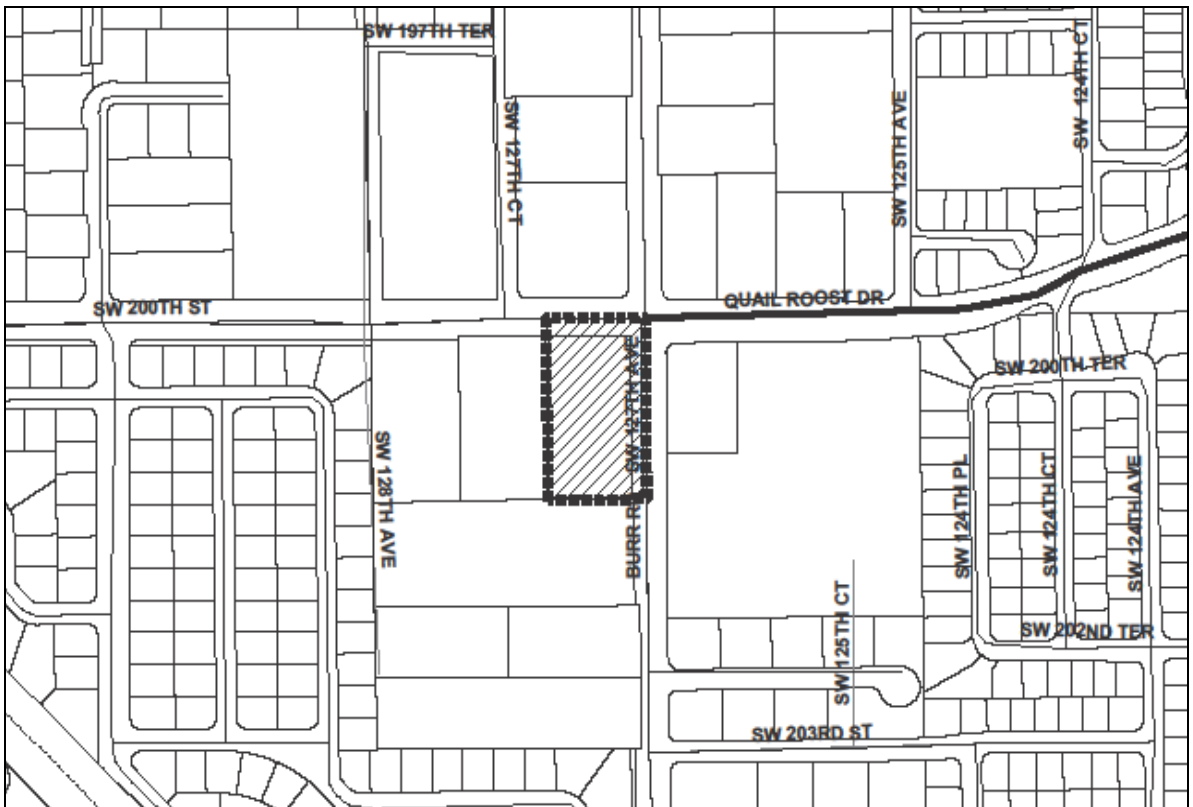 SW 197TH TER
SW 124TH CT
SW 127TH CT
SW 125TH AVE
QUAIL ROOST DR
SW 200TH ST
SW 127TH AVE
SW 200TH TER
SW 128TH AVE
SW 124TH PL
SW 124TH CT
SW 124TH AVE
BURR R
SW 125TH CT
SW 202ND TER
SW 203RD ST